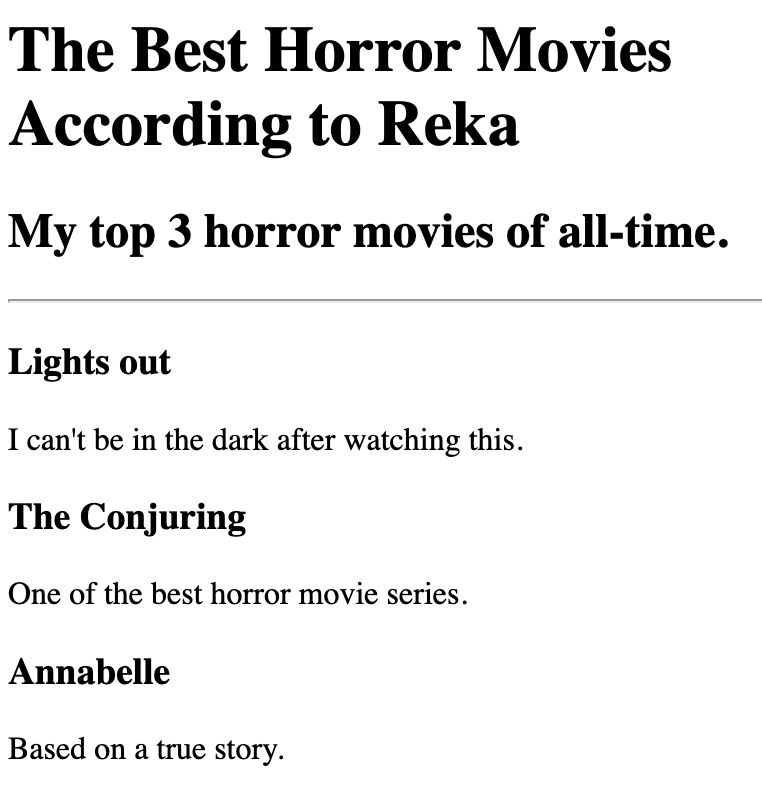 The Best Horror Movies
According to Reka
My top 3 horror movies of all-time.
Lights out
I can't be in the dark after watching this.
The Conjuring
One of the best horror movie series.
Annabelle
Based on a true story.